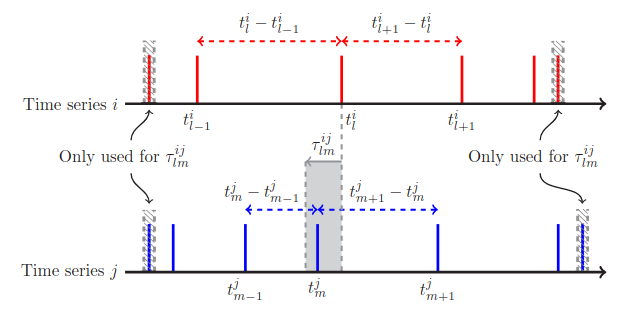 $t_l^i - t_{l-1}^i$ $t_{l+1}^i - t_l^i$
Time series $i$
$t_{l-1}^i$ $t_l^i$ $t_{l+1}^i$
$\tau_{lm}^{ij}$
Only used for $\tau_{lm}^{ij}$ Only used for $\tau_{lm}^{ij}$
$t_m^j - t_{m-1}^j$ $t_{m+1}^j - t_m^j$
Time series $j$
$t_{m-1}^j$ $t_m^j$ $t_{m+1}^j$